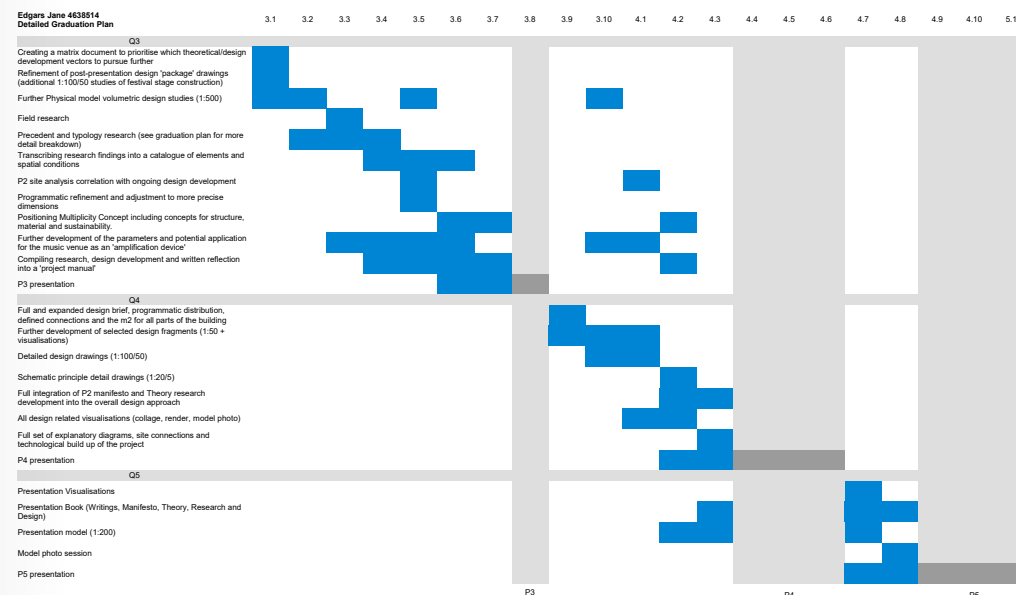 Edgars Jane 4638514
Detailed Graduation Plan
3.1 3.2 3.3 3.4 3.5 3.6 3.7 3.8 3.9 3.10 4.1 4.2 4.3 4.4 4.5 4.6 4.7 4.8 4.9 4.10 5.1
Q3
Creating a matrix document to prioritise which theoretical/design
development vectors to pursue further
Refinement of post-presentation design 'package' drawings
(additional 1:100/50 studies of festival stage construction)
Further Physical model volumetric design studies (1:500)
Field research
Precedent and typology research (see graduation plan for more
detail breakdown)
Transcribing research findings into a catalogue of elements and
spatial conditions
P2 site analysis correlation with ongoing design development
Programmatic refinement and adjustment to more precise
dimensions
Positioning Multiplicity Concept including concepts for structure,
material and sustainability.
Further development of the parameters and potential application
for the music venue as an 'amplification device'
Compiling research, design development and written reflection
into a 'project manual'
P3 presentation
Q4
Full and expanded design brief, programmatic distribution,
defined connections and the m2 for all parts of the building
Further development of selected design fragments (1:50 +
visualisations)
Detailed design drawings (1:100/50)
Schematic principle detail drawings (1:20/5)
Full integration of P2 manifesto and Theory research
development into the overall design approach
All design related visualisations (collage, render, model photo)
Full set of explanatory diagrams, site connections and
technological build up of the project
P4 presentation
Q5
Presentation Visualisations
Presentation Book (Writings, Manifesto, Theory, Research and
Design)
Presentation model (1:200)
Model photo session
P5 presentation
P3 P4 P5